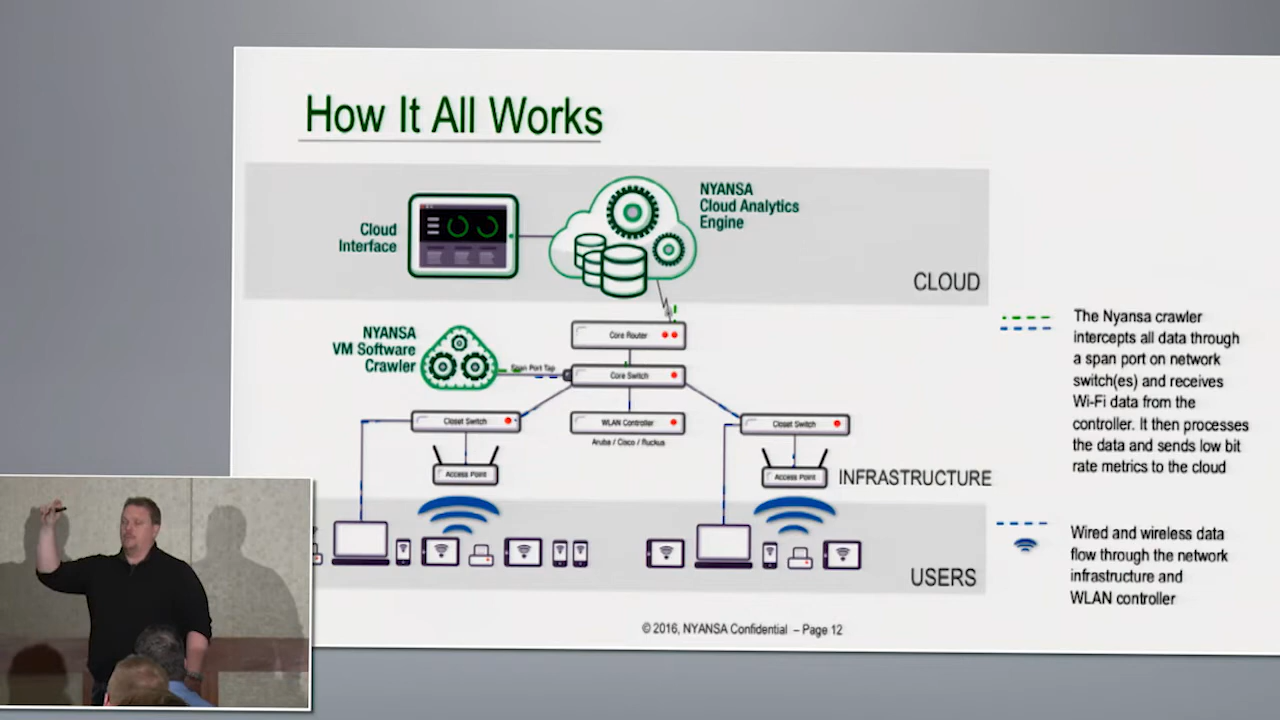 How It All Works
NYANSA
Cloud Analytics
Engine
Cloud
Interface
CLOUD
NYANSA
VM Software
Crawler
Core Router
Span Port Tap
Core Switch
Closet Switch
WLAN Controller
Closet Switch
Aruba / Cisco / Ruckus
Access Point
Access Point
INFRASTRUCTURE
USERS
The Nyansa crawler
intercepts all data through
a span port on network
switch(es) and receives
Wi-Fi data from the
controller. It then processes
the data and sends low bit
rate metrics to the cloud
Wired and wireless data
flow through the network
infrastructure and
WLAN controller
© 2016, NYANSA Confidential – Page 12